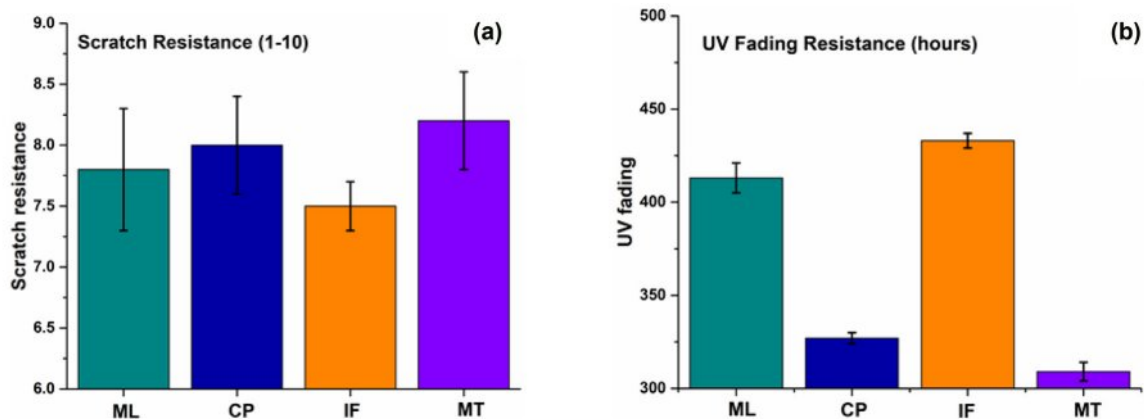 (a)
Scratch Resistance (1-10)
Scratch resistance
9.0
8.5
8.0
7.5
7.0
6.5
6.0
ML CP IF MT
(b)
UV Fading Resistance (hours)
UV fading
500
450
400
350
300
ML CP IF MT